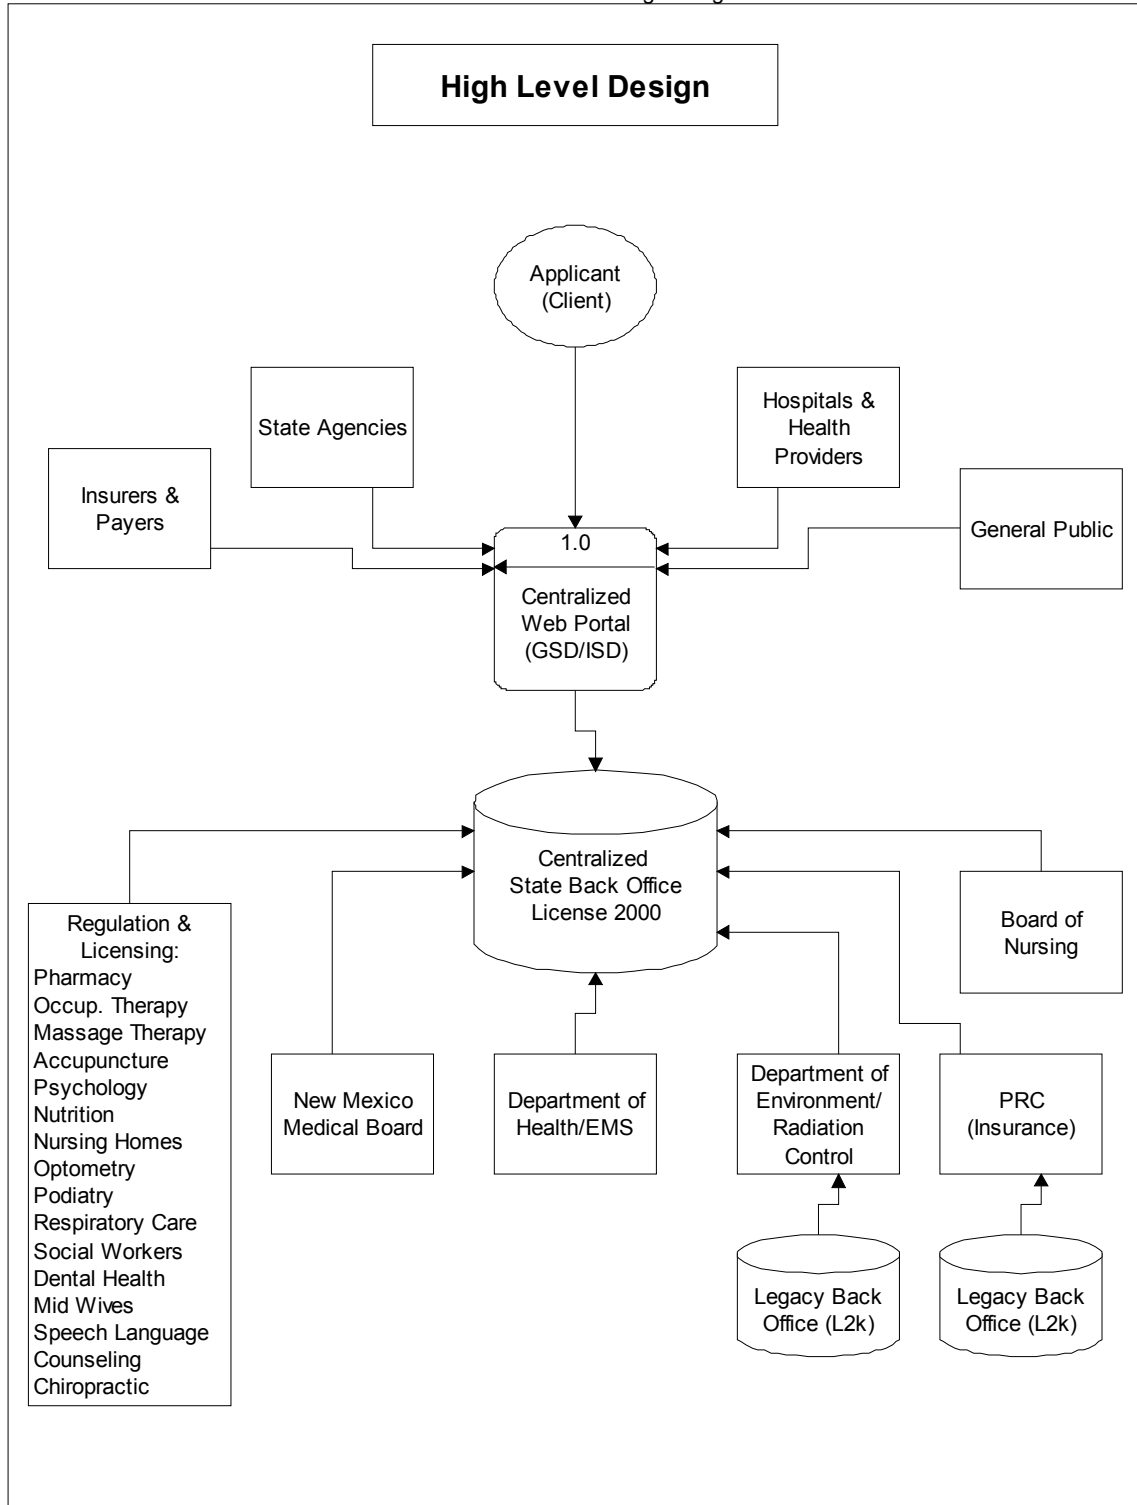 High Level Design
Applicant
(Client)
State Agencies
Hospitals &
Health
Providers
Insurers &
Payers
General Public
1.0
Centralized
Web Portal
(GSD/ISD)
Centralized
State Back Office
License 2000
Regulation &
Licensing:
Pharmacy
Occup. Therapy
Massage Therapy
Accupuncture
Psychology
Nutrition
Nursing Homes
Optometry
Podiatry
Respiratory Care
Social Workers
Dental Health
Mid Wives
Speech Language
Counseling
Chiropractic
Board of
Nursing
New Mexico
Medical Board
Department of
Health/EMS
Department of
Environment/
Radiation
Control
PRC
(Insurance)
Legacy Back
Office (L2k)
Legacy Back
Office (L2k)